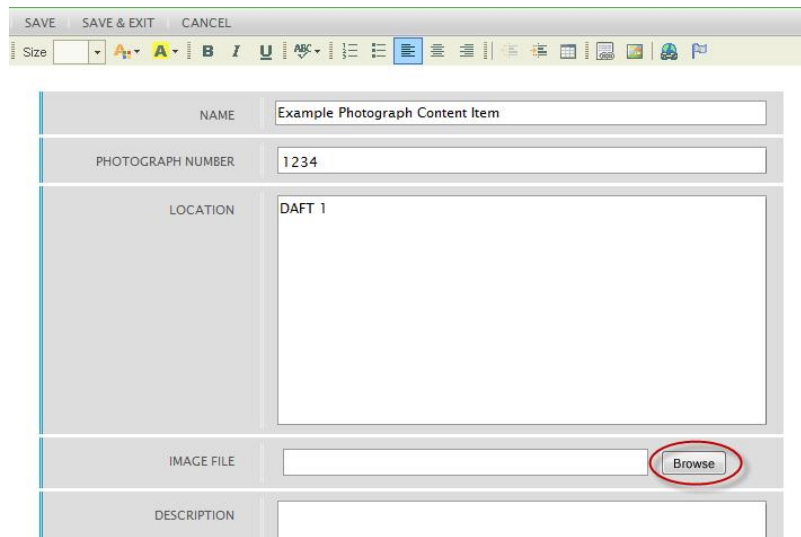 SAVE SAVE & EXIT CANCEL
Size A B I U ABC
NAME Example Photograph Content Item
PHOTOGRAPH NUMBER 1234
LOCATION DAFT 1
IMAGE FILE Browse
DESCRIPTION